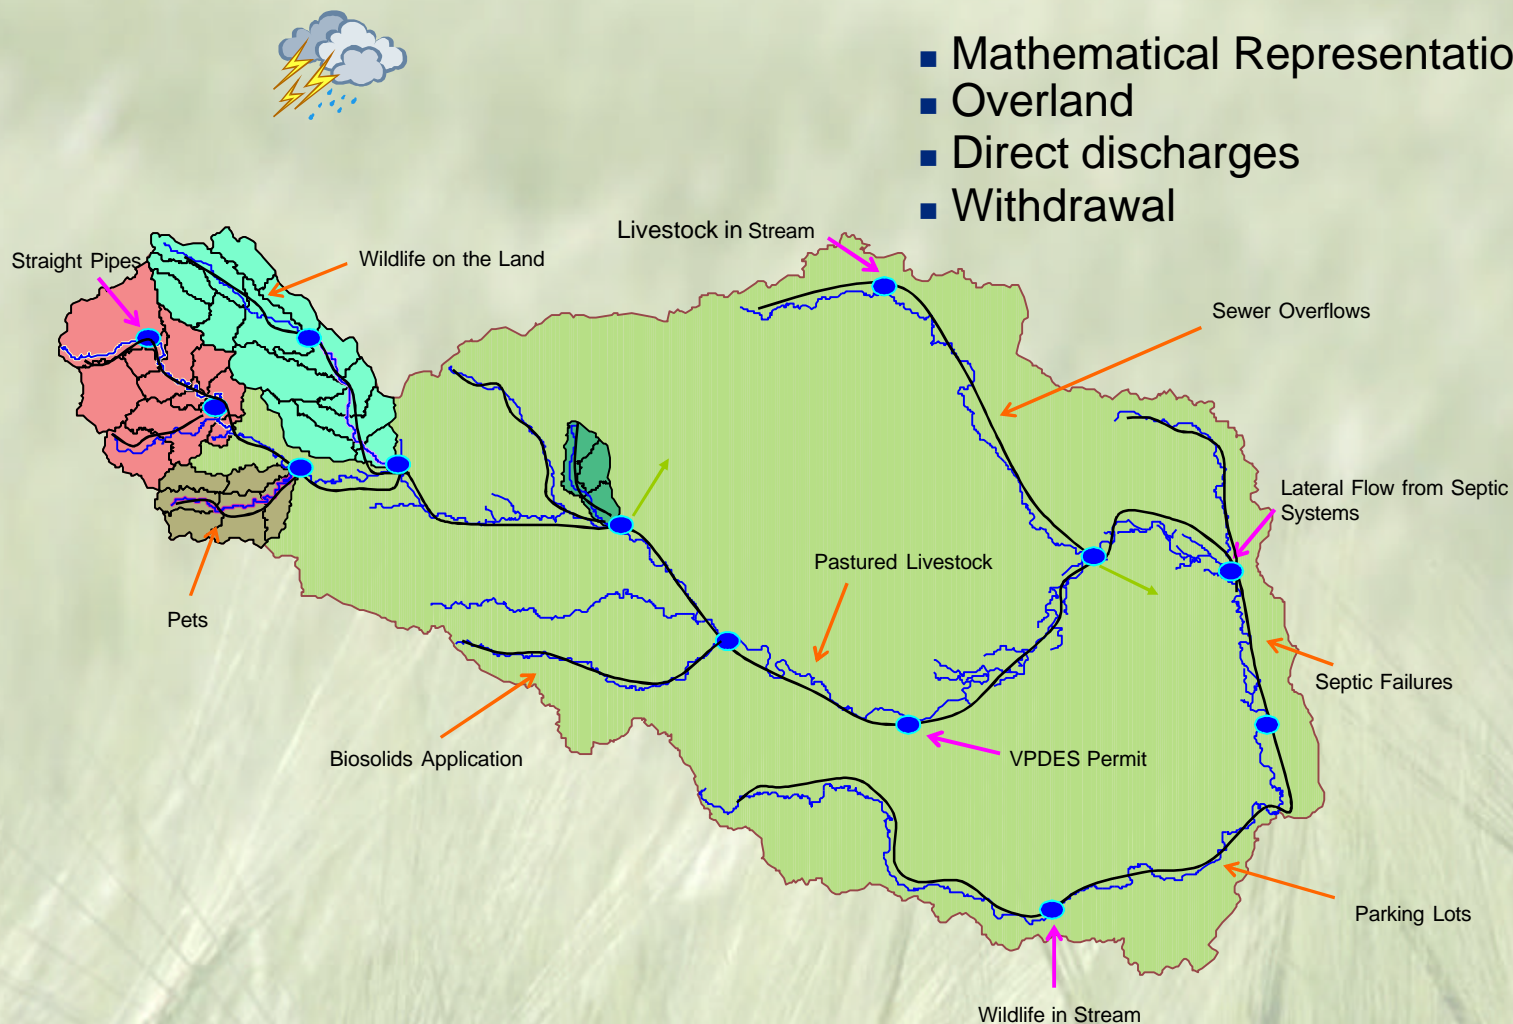 Mathematical Representatio
Overland
Direct discharges
Withdrawal
Livestock in Stream
Straight Pipes
Wildlife on the Land
Sewer Overflows
Lateral Flow from Septic
Systems
Pastured Livestock
Pets
Septic Failures
Biosolids Application
VPDES Permit
Parking Lots
Wildlife in Stream